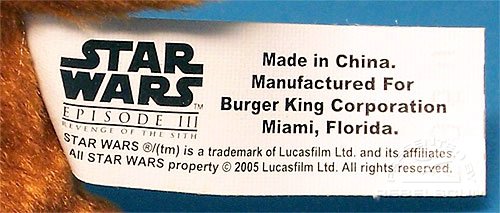 STAR
WARS™
EPISODE III
REVENGE OF THE SITH
Made in China.
Manufactured For
Burger King Corporation
Miami, Florida.
STAR WARS ®/(tm) is a trademark of Lucasfilm Ltd. and its affiliates.
All STAR WARS property © 2005 Lucasfilm Ltd. All rights reserved.